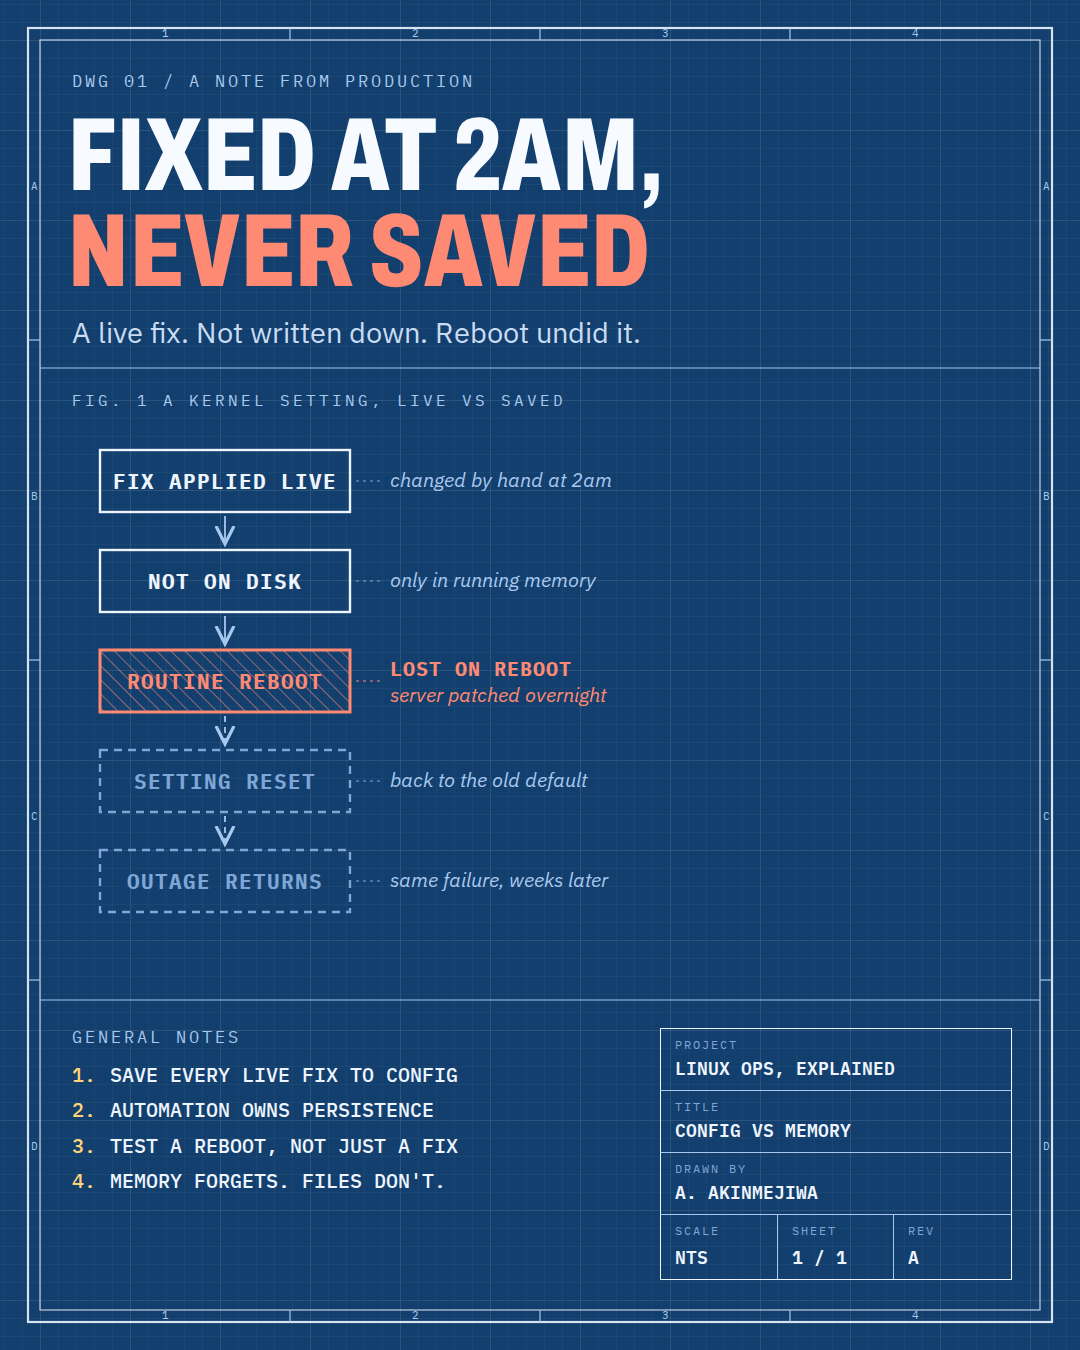 1 2 3 4
DWG 01 / A NOTE FROM PRODUCTION
FIXED AT 2AM,
NEVER SAVED
A live fix. Not written down. Reboot undid it.
A A
FIG. 1 A KERNEL SETTING, LIVE VS SAVED
FIX APPLIED LIVE
changed by hand at 2am
B B
NOT ON DISK
only in running memory
ROUTINE REBOOT
LOST ON REBOOT
server patched overnight
SETTING RESET
back to the old default
C C
OUTAGE RETURNS
same failure, weeks later
GENERAL NOTES
1. SAVE EVERY LIVE FIX TO CONFIG
2. AUTOMATION OWNS PERSISTENCE
3. TEST A REBOOT, NOT JUST A FIX
4. MEMORY FORGETS. FILES DON'T.
D D
PROJECT
LINUX OPS, EXPLAINED
TITLE
CONFIG VS MEMORY
DRAWN BY
A. AKINMEJIWA
SCALE SHEET REV
NTS 1 / 1 A
1 2 3 4